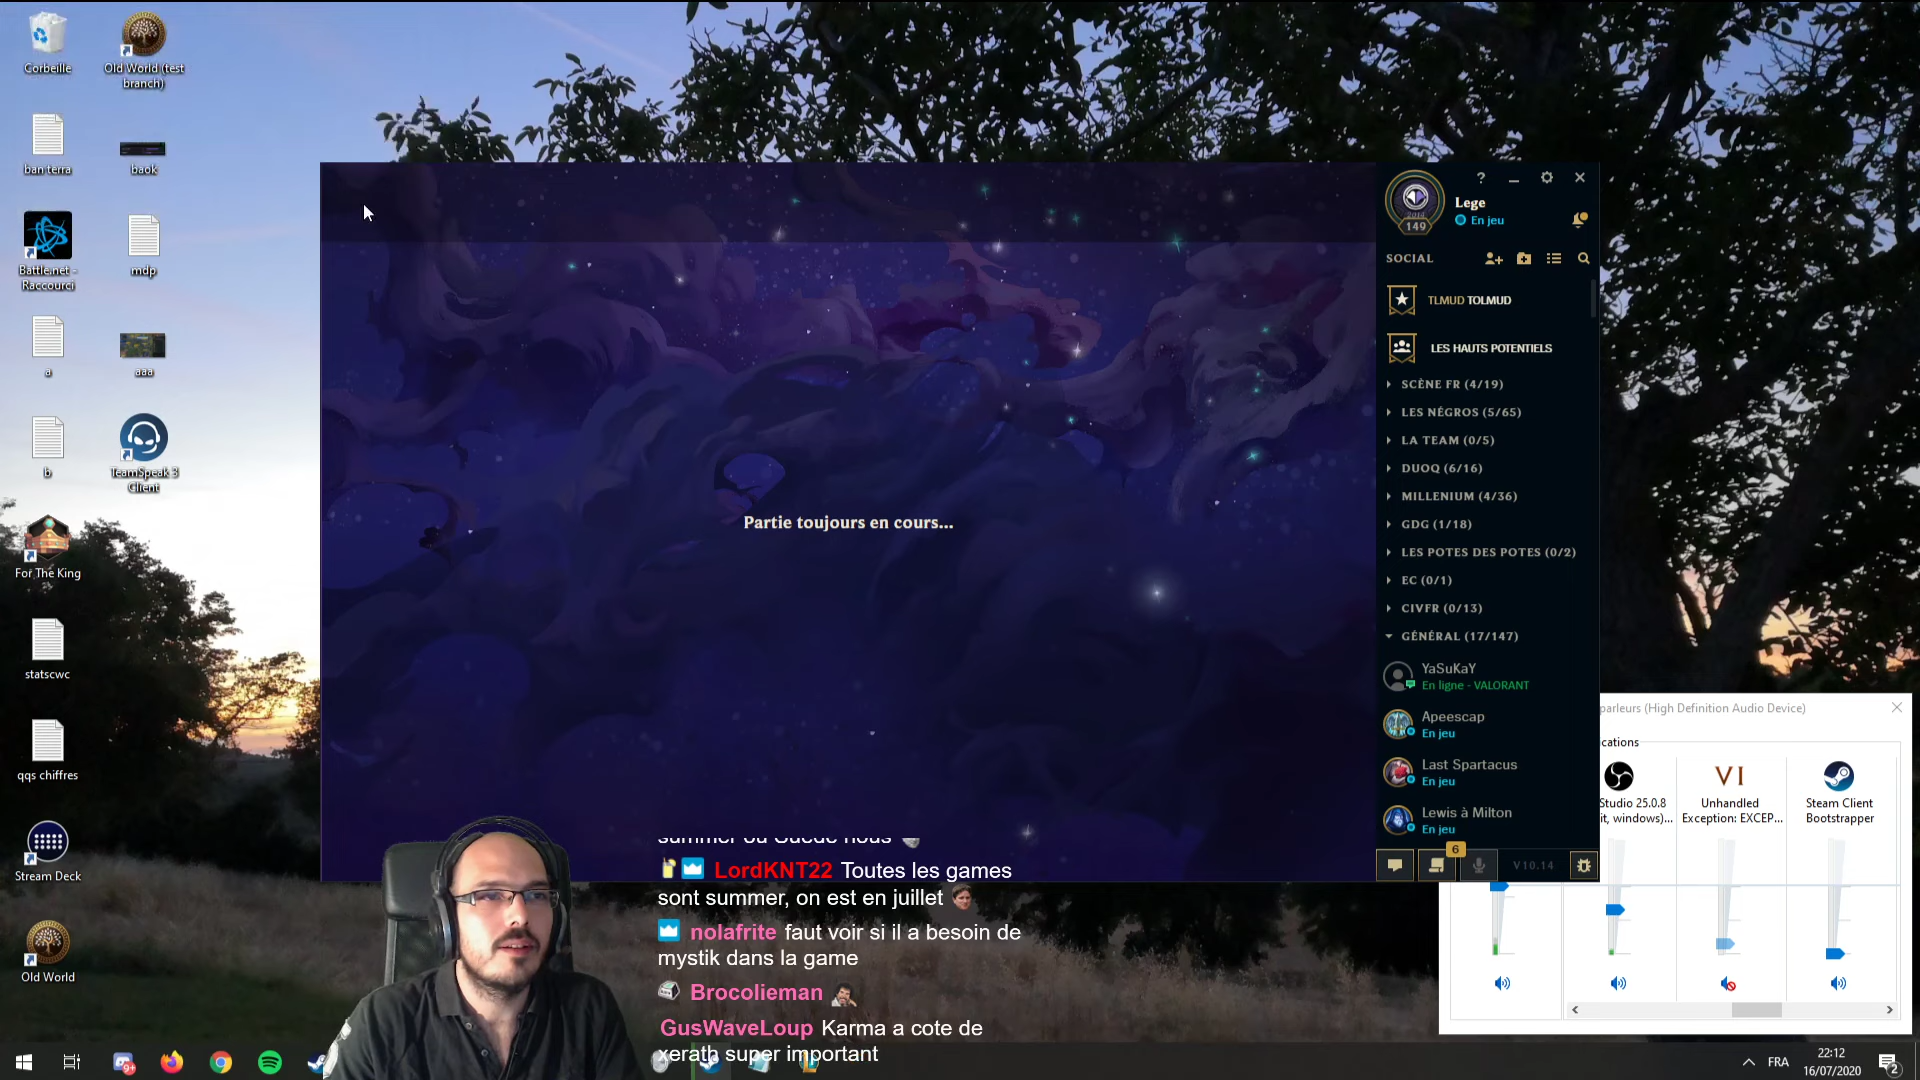 Corbeille
Old World (test
branch)
ban terra
baok
Battle.net -
Raccourci
mdp
a
aaa
b
TeamSpeak 3
Client
For The King
statscwc
qqs chiffres
Stream Deck
Old World
Partie toujours en cours...
?
2014
149
Lege
En jeu
SOCIAL
TLMUD TOLMUD
LES HAUTS POTENTIELS
SCÈNE FR (4/19)
LES NÉGROS (5/65)
LA TEAM (0/5)
DUOQ (6/16)
MILLENIUM (4/36)
GDG (1/18)
LES POTES DES POTES (0/2)
EC (0/1)
CIVFR (0/13)
GÉNÉRAL (17/147)
YaSuKaY
En ligne - VALORANT
Apeescap
En jeu
Last Spartacus
En jeu
Lewis à Milton
En jeu
6
V10.14
parleurs (High Definition Audio Device)
cations
Studio 25.0.8
it, windows)...
VI
Unhandled
Exception: EXCEP...
Steam Client
Bootstrapper
summer ou Suède nous
LordKNT22 Toutes les games
sont summer, on est en juillet
nolafrite faut voir si il a besoin de
mystik dans la game
Brocolieman
GusWaveLoup Karma a cote de
xerath super important
9+
FRA
22:12
16/07/2020
2